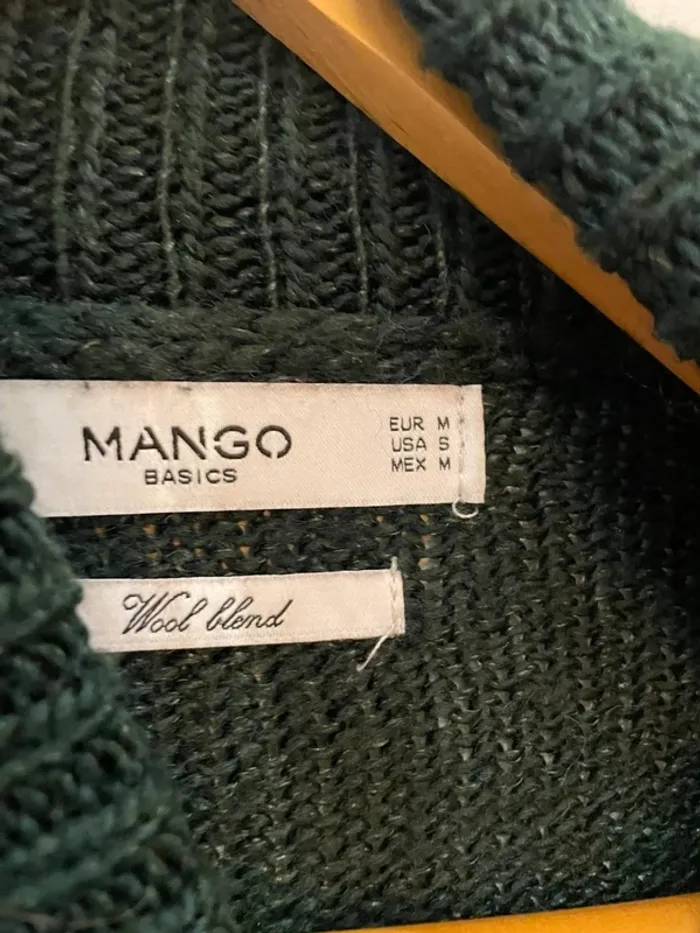 MANGO
BASICS
EUR M
USA S
MEX M
Wool blend